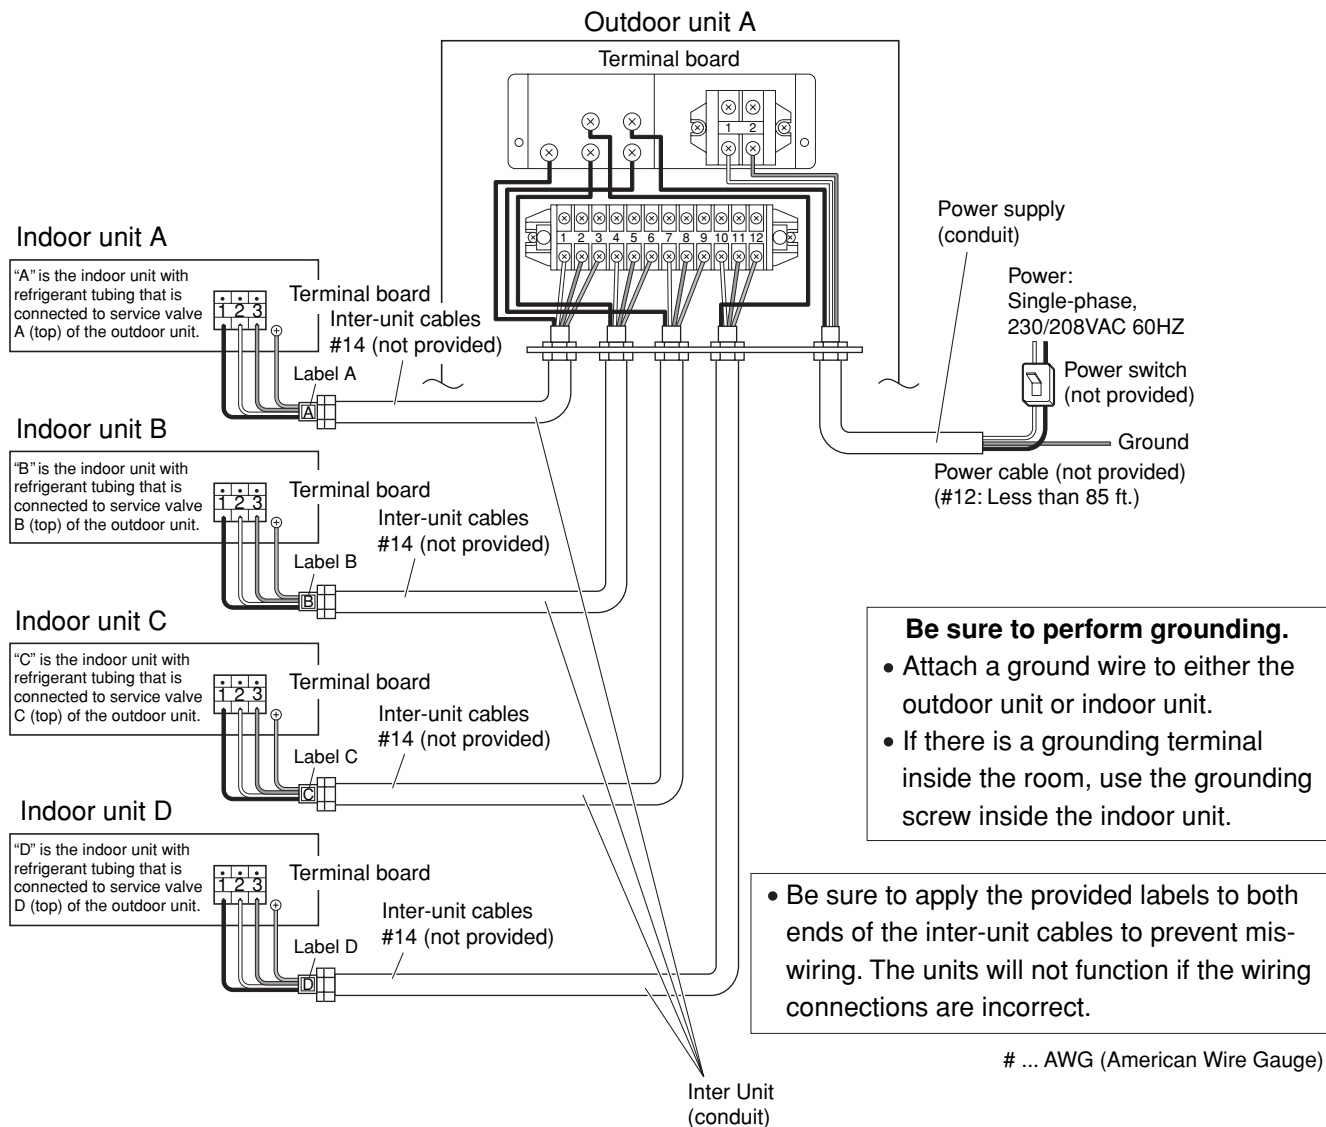 Outdoor unit A
Terminal board
1 2
1 2 3 4 5 6 7 8 9 10 11 12
Power supply
(conduit)
Power:
Single-phase,
230/208VAC 60HZ
Power switch
(not provided)
Ground
Power cable (not provided)
(#12: Less than 85 ft.)
Indoor unit A
“A” is the indoor unit with
refrigerant tubing that is
connected to service valve
A (top) of the outdoor unit.
1 2 3
Terminal board
Inter-unit cables
#14 (not provided)
Label A
A
Indoor unit B
“B” is the indoor unit with
refrigerant tubing that is
connected to service valve
B (top) of the outdoor unit.
1 2 3
Terminal board
Inter-unit cables
#14 (not provided)
Label B
B
Indoor unit C
“C” is the indoor unit with
refrigerant tubing that is
connected to service valve
C (top) of the outdoor unit.
1 2 3
Terminal board
Inter-unit cables
#14 (not provided)
Label C
C
Indoor unit D
“D” is the indoor unit with
refrigerant tubing that is
connected to service valve
D (top) of the outdoor unit.
1 2 3
Terminal board
Inter-unit cables
#14 (not provided)
Label D
D
Inter Unit
(conduit)
Be sure to perform grounding.
• Attach a ground wire to either the
outdoor unit or indoor unit.
• If there is a grounding terminal
inside the room, use the grounding
screw inside the indoor unit.
• Be sure to apply the provided labels to both
ends of the inter-unit cables to prevent mis-
wiring. The units will not function if the wiring
connections are incorrect.
# ... AWG (American Wire Gauge)